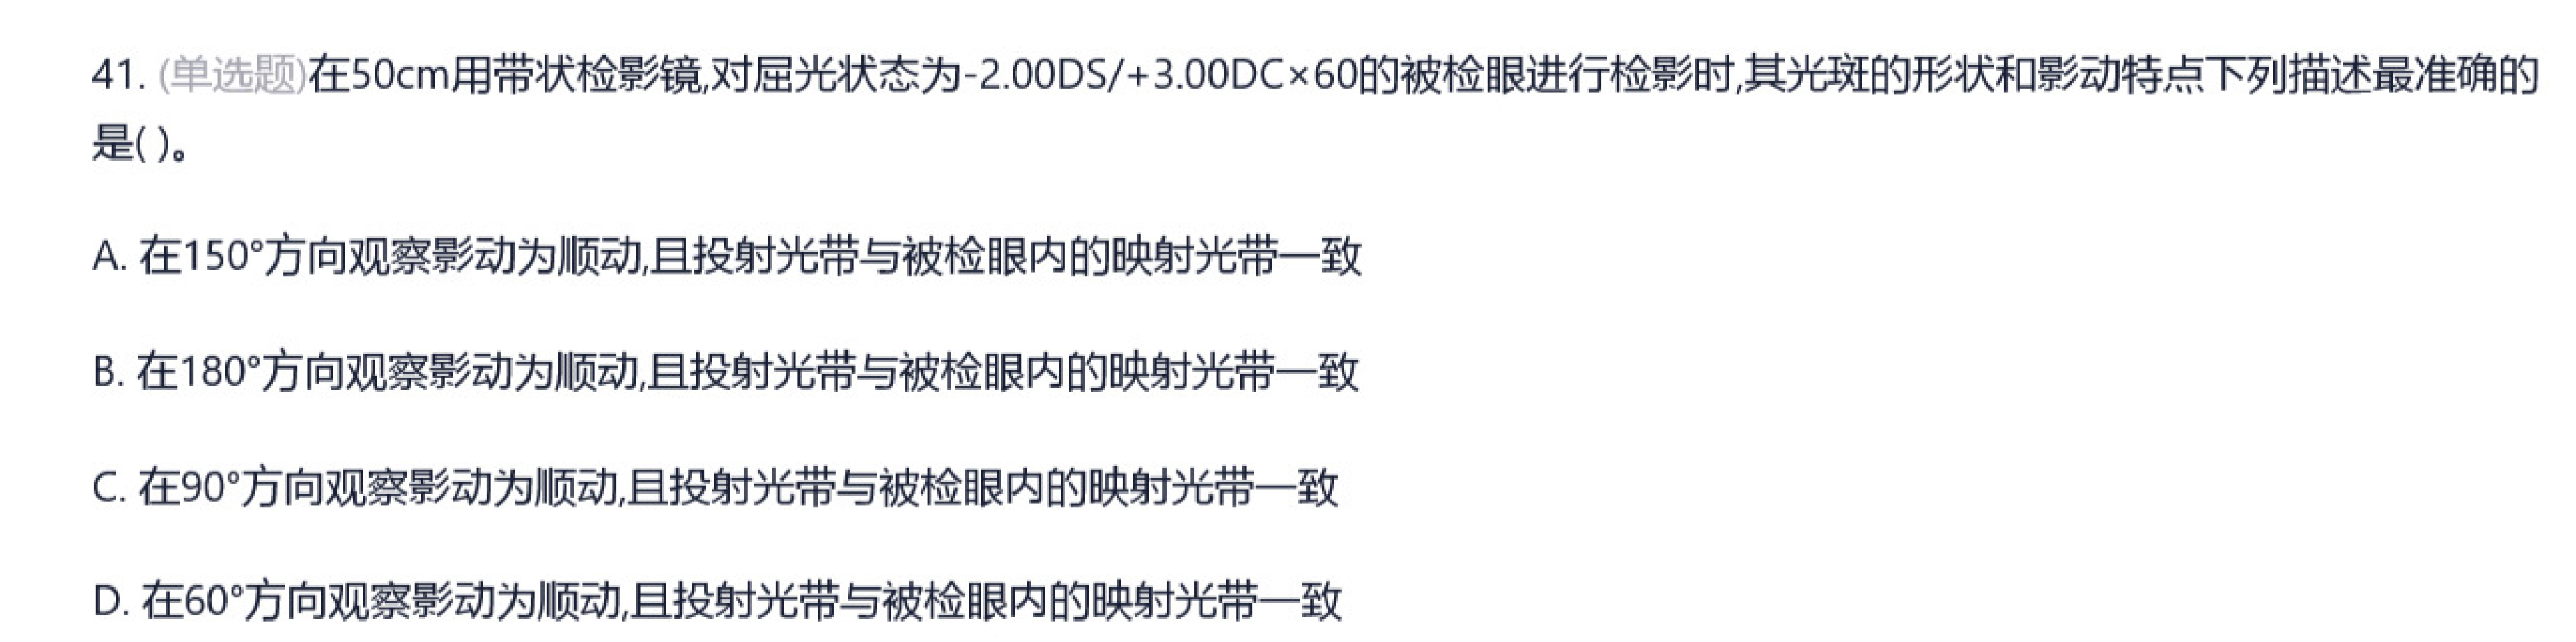 41. (单选题)在50cm用带状检影镜,对屈光状态为-2.00DS/+3.00DC×60的被检眼进行检影时,其光斑的形状和影动特点下列描述最准确的
是( )。
A. 在150°方向观察影动为顺动,且投射光带与被检眼内的映射光带一致
B. 在180°方向观察影动为顺动,且投射光带与被检眼内的映射光带一致
C. 在90°方向观察影动为顺动,且投射光带与被检眼内的映射光带一致
D. 在60°方向观察影动为顺动,且投射光带与被检眼内的映射光带一致